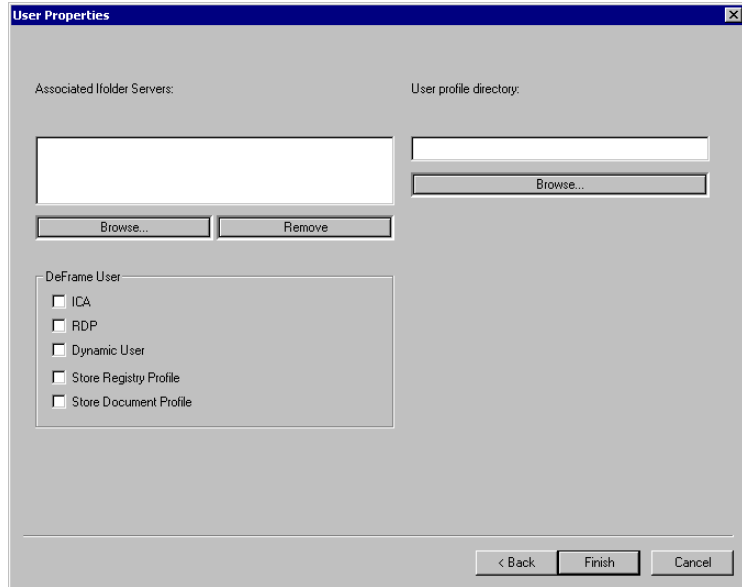 User Properties
Associated Ifolder Servers:
User profile directory:
Browse...
Browse...
Remove
DeFrame User
ICA
RDP
Dynamic User
Store Registry Profile
Store Document Profile
< Back
Finish
Cancel